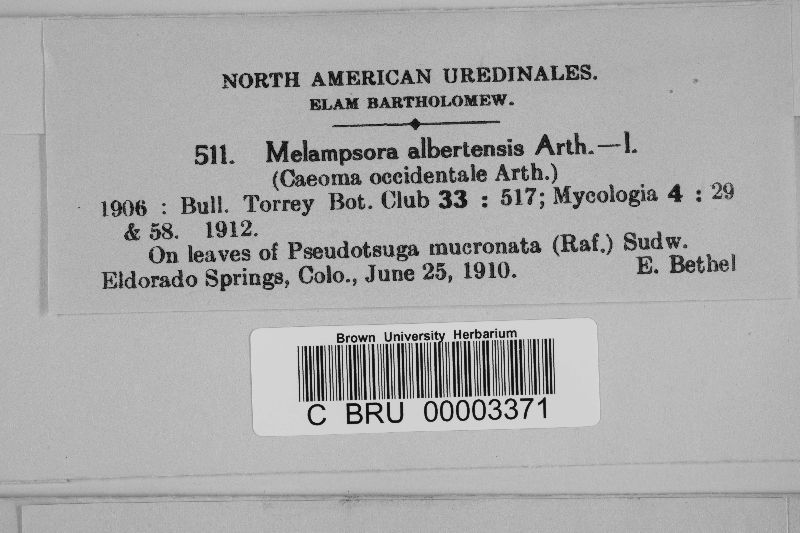 NORTH AMERICAN UREDINALES.
ELAM BARTHOLOMEW.
511. Melampsora albertensis Arth.—I.
(Caeoma occidentale Arth.)
1906 : Bull. Torrey Bot. Club 33 : 517; Mycologia 4 : 29
& 58. 1912.
On leaves of Pseudotsuga mucronata (Raf.) Sudw.
Eldorado Springs, Colo., June 25, 1910. E. Bethel
Brown University Herbarium
C BRU 00003371